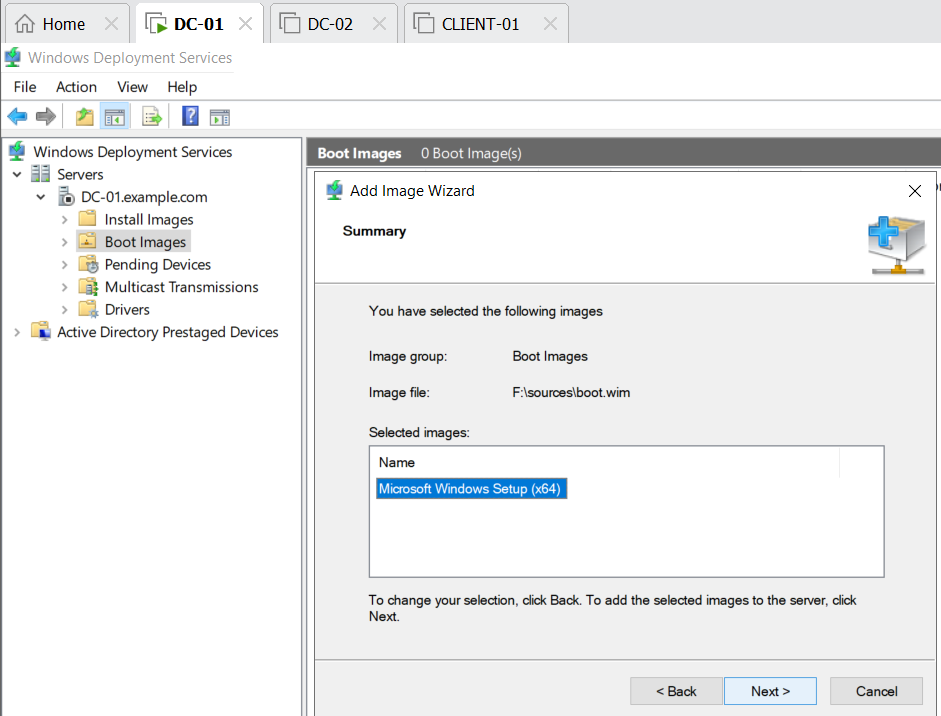 Home
DC-01
DC-02
CLIENT-01
Windows Deployment Services
File Action View Help
Windows Deployment Services
Servers
DC-01.example.com
Install Images
Boot Images
Pending Devices
Multicast Transmissions
Drivers
Active Directory Prestaged Devices
Boot Images 0 Boot Image(s)
Add Image Wizard
Summary
You have selected the following images
Image group: Boot Images
Image file: F:\sources\boot.wim
Selected images:
Name
Microsoft Windows Setup (x64)
To change your selection, click Back. To add the selected images to the server, click
Next.
< Back Next > Cancel